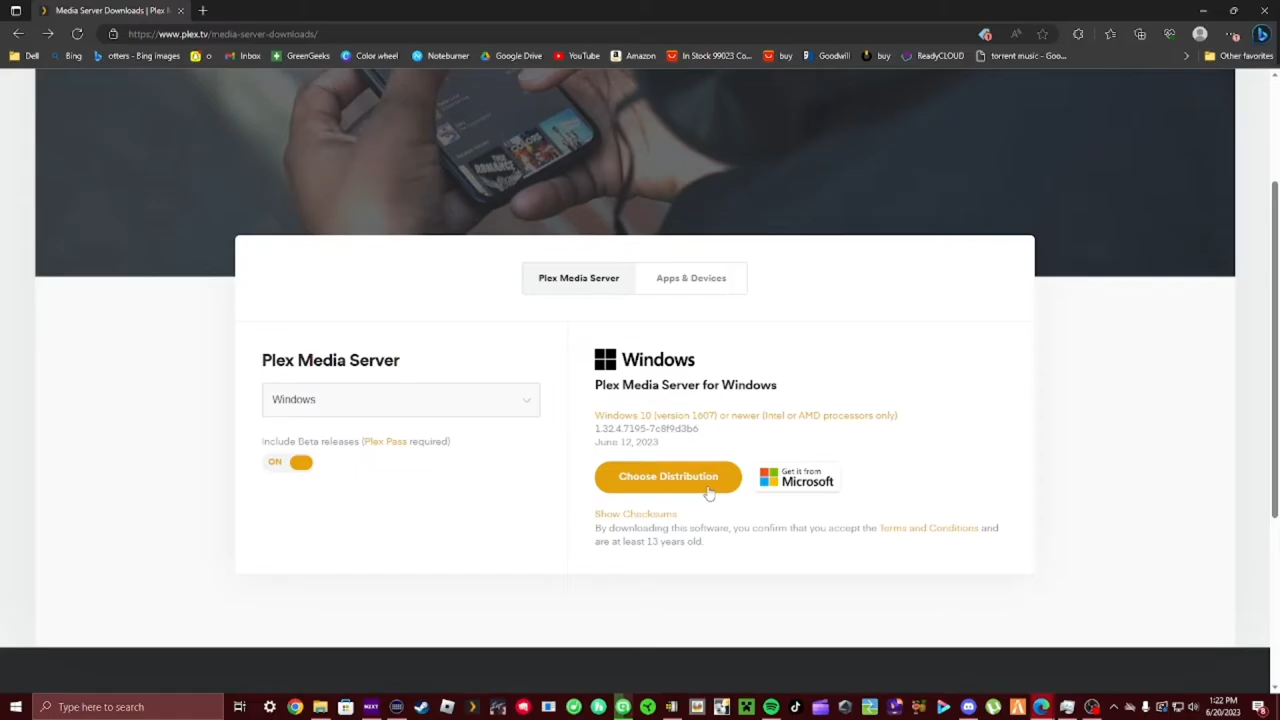 Media Server Downloads | Plex M
https://www.plex.tv/media-server-downloads/
Dell Bing otters - Bing images o Inbox GreenGeeks Color wheel Noteburner Google Drive YouTube Amazon In Stock 99023 Co... buy Goodwill buy ReadyCLOUD torrent music - Goo... Other favorites
ROMANCE
COLORS
Plex Media Server Apps & Devices
Plex Media Server
Windows
Include Beta releases (Plex Pass required)
ON
Windows
Plex Media Server for Windows
Windows 10 (version 1607) or newer (Intel or AMD processors only)
1.32.4.7195-7c8f9d3b6
June 12, 2023
Choose Distribution
Get it from
Microsoft
Show Checksums
By downloading this software, you confirm that you accept the Terms and Conditions and
are at least 13 years old.
Type here to search
NEXT
1:22 PM
6/20/2023
8